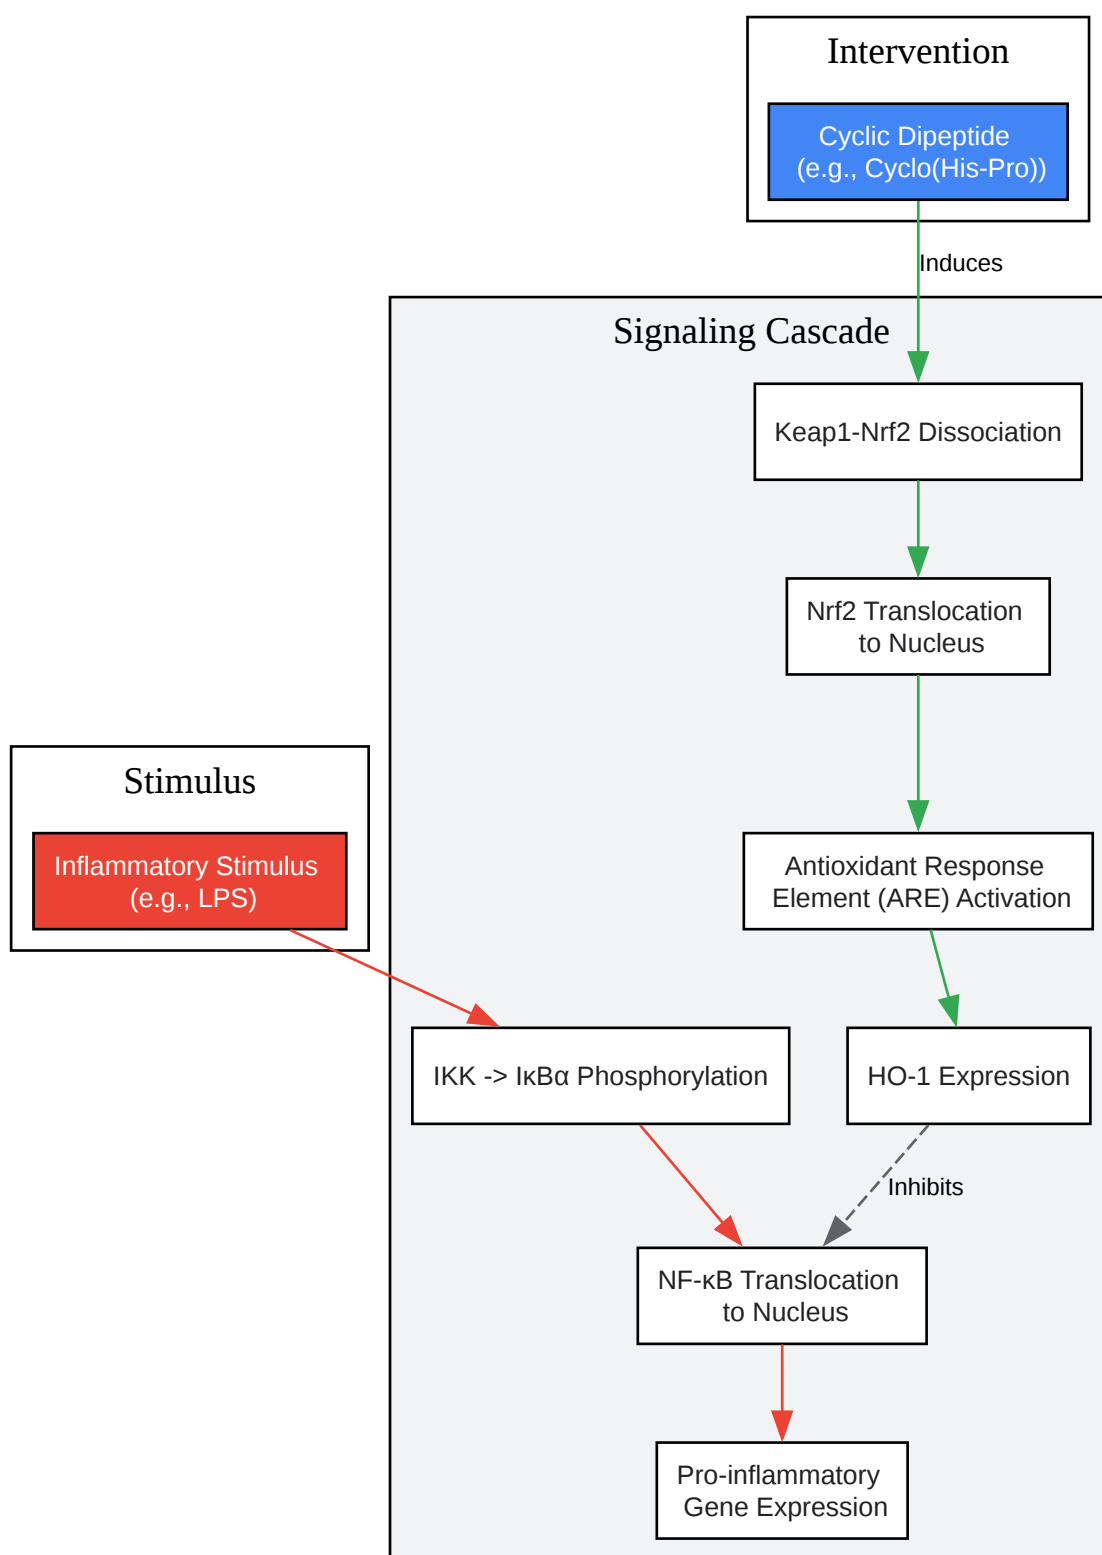 Intervention
Cyclic Dipeptide
(e.g., Cyclo(His-Pro))
Induces
Signaling Cascade
Keap1-Nrf2 Dissociation
Nrf2 Translocation
to Nucleus
Stimulus
Inflammatory Stimulus
(e.g., LPS)
Antioxidant Response
Element (ARE) Activation
IKK -> IκBα Phosphorylation
HO-1 Expression
Inhibits
NF-κB Translocation
to Nucleus
Pro-inflammatory
Gene Expression